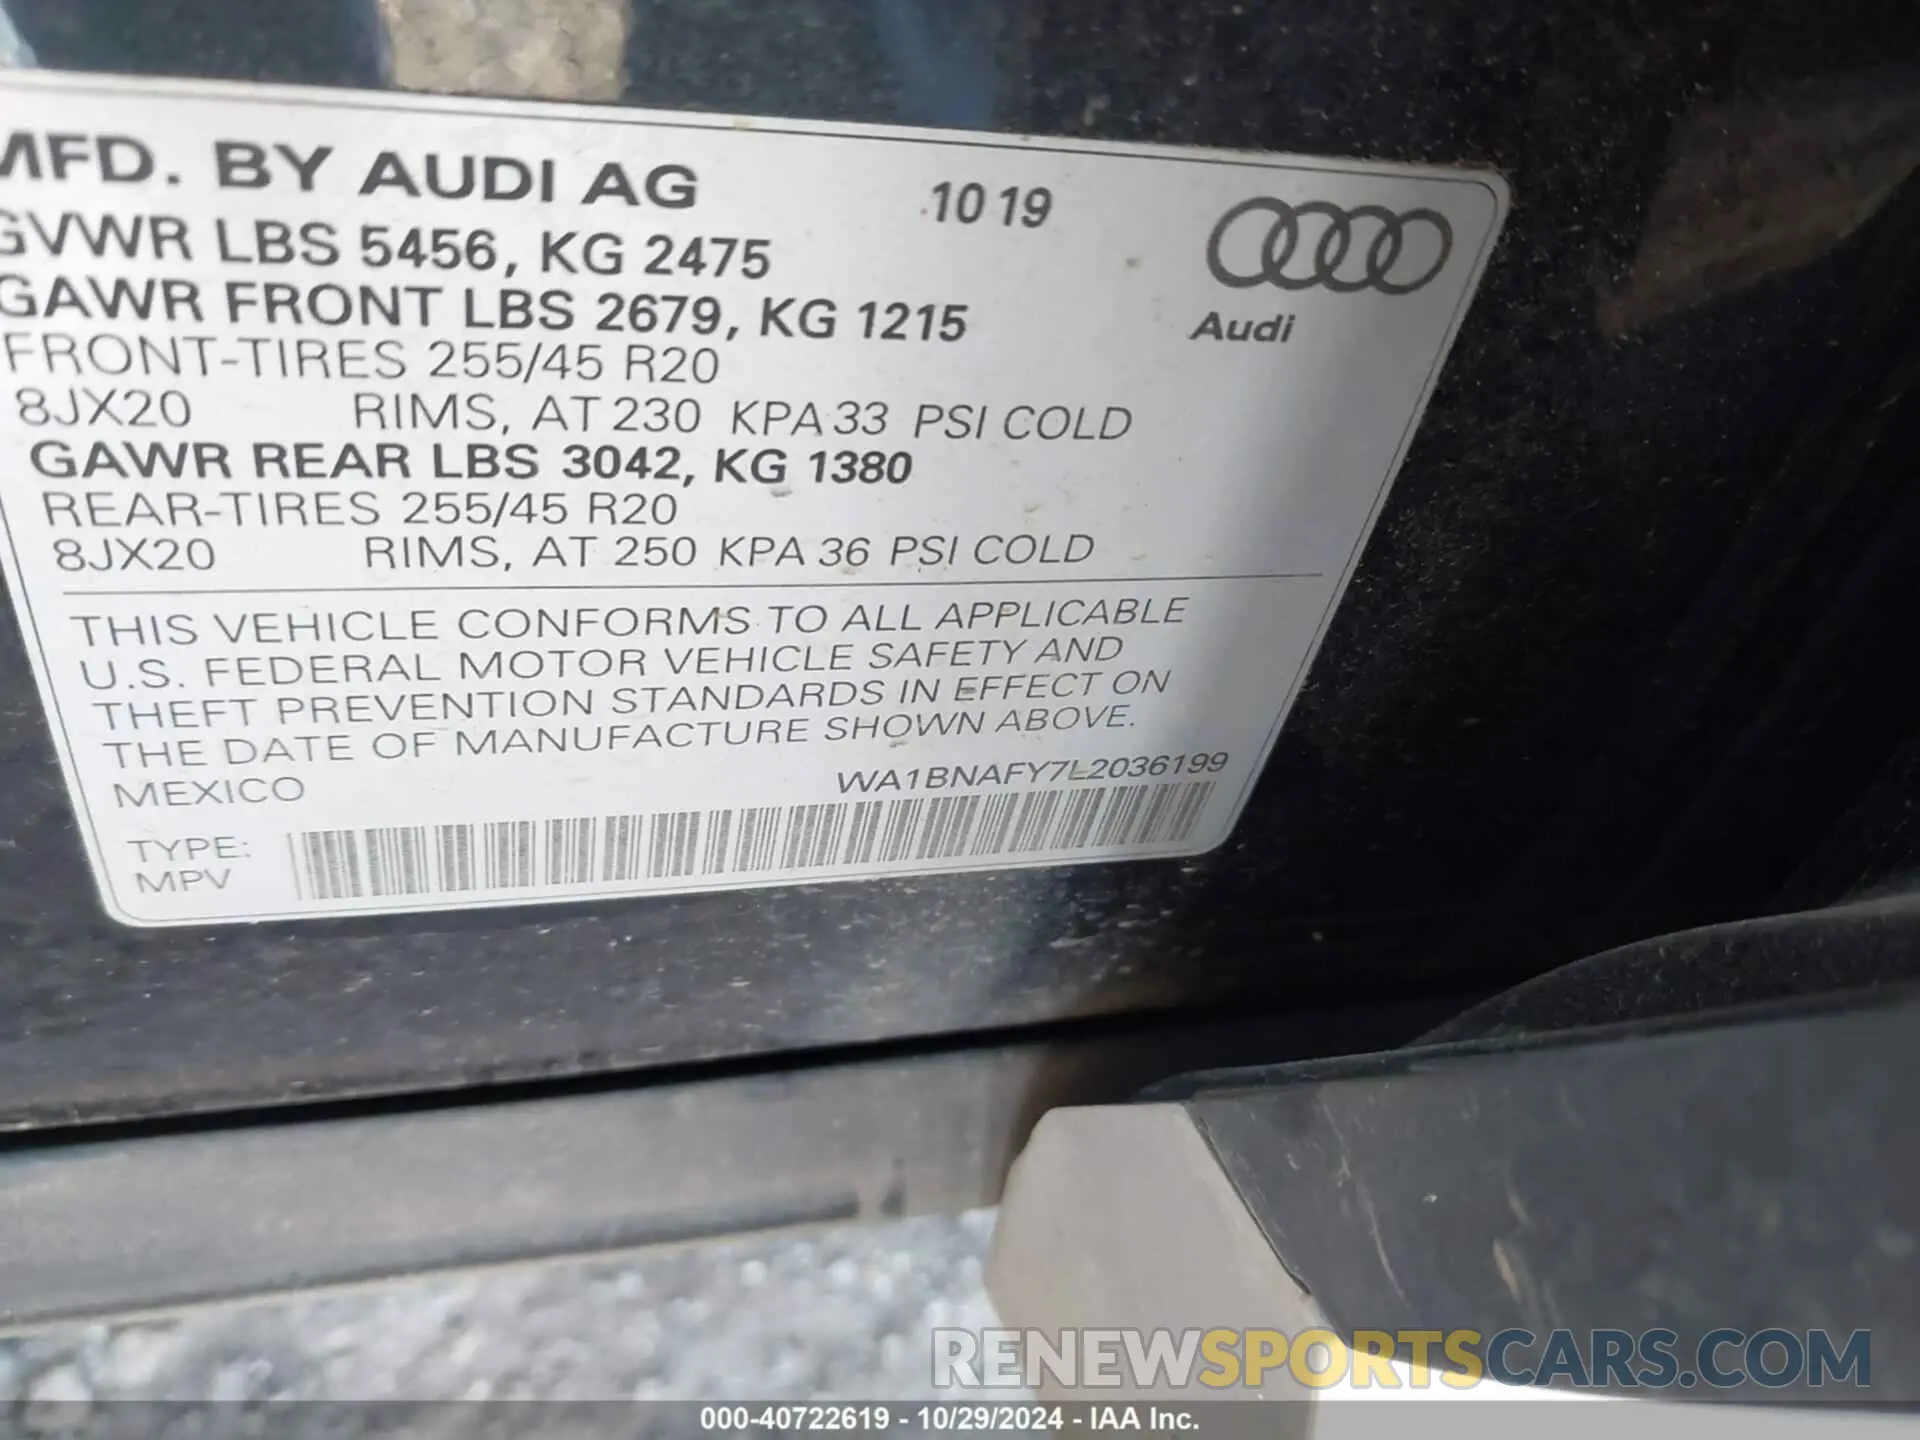 MFD. BY AUDI AG 10 19
GVWR LBS 5456, KG 2475
GAWR FRONT LBS 2679, KG 1215
Audi
FRONT-TIRES 255/45 R20
8JX20 RIMS, AT 230 KPA 33 PSI COLD
GAWR REAR LBS 3042, KG 1380
REAR-TIRES 255/45 R20
8JX20 RIMS, AT 250 KPA 36 PSI COLD
THIS VEHICLE CONFORMS TO ALL APPLICABLE
U.S. FEDERAL MOTOR VEHICLE SAFETY AND
THEFT PREVENTION STANDARDS IN EFFECT ON
THE DATE OF MANUFACTURE SHOWN ABOVE.
MEXICO WA1BNAFY7L2036199
TYPE:
MPV
RENEWSPORTSCARS.COM
000-40722619 - 10/29/2024 - IAA Inc.